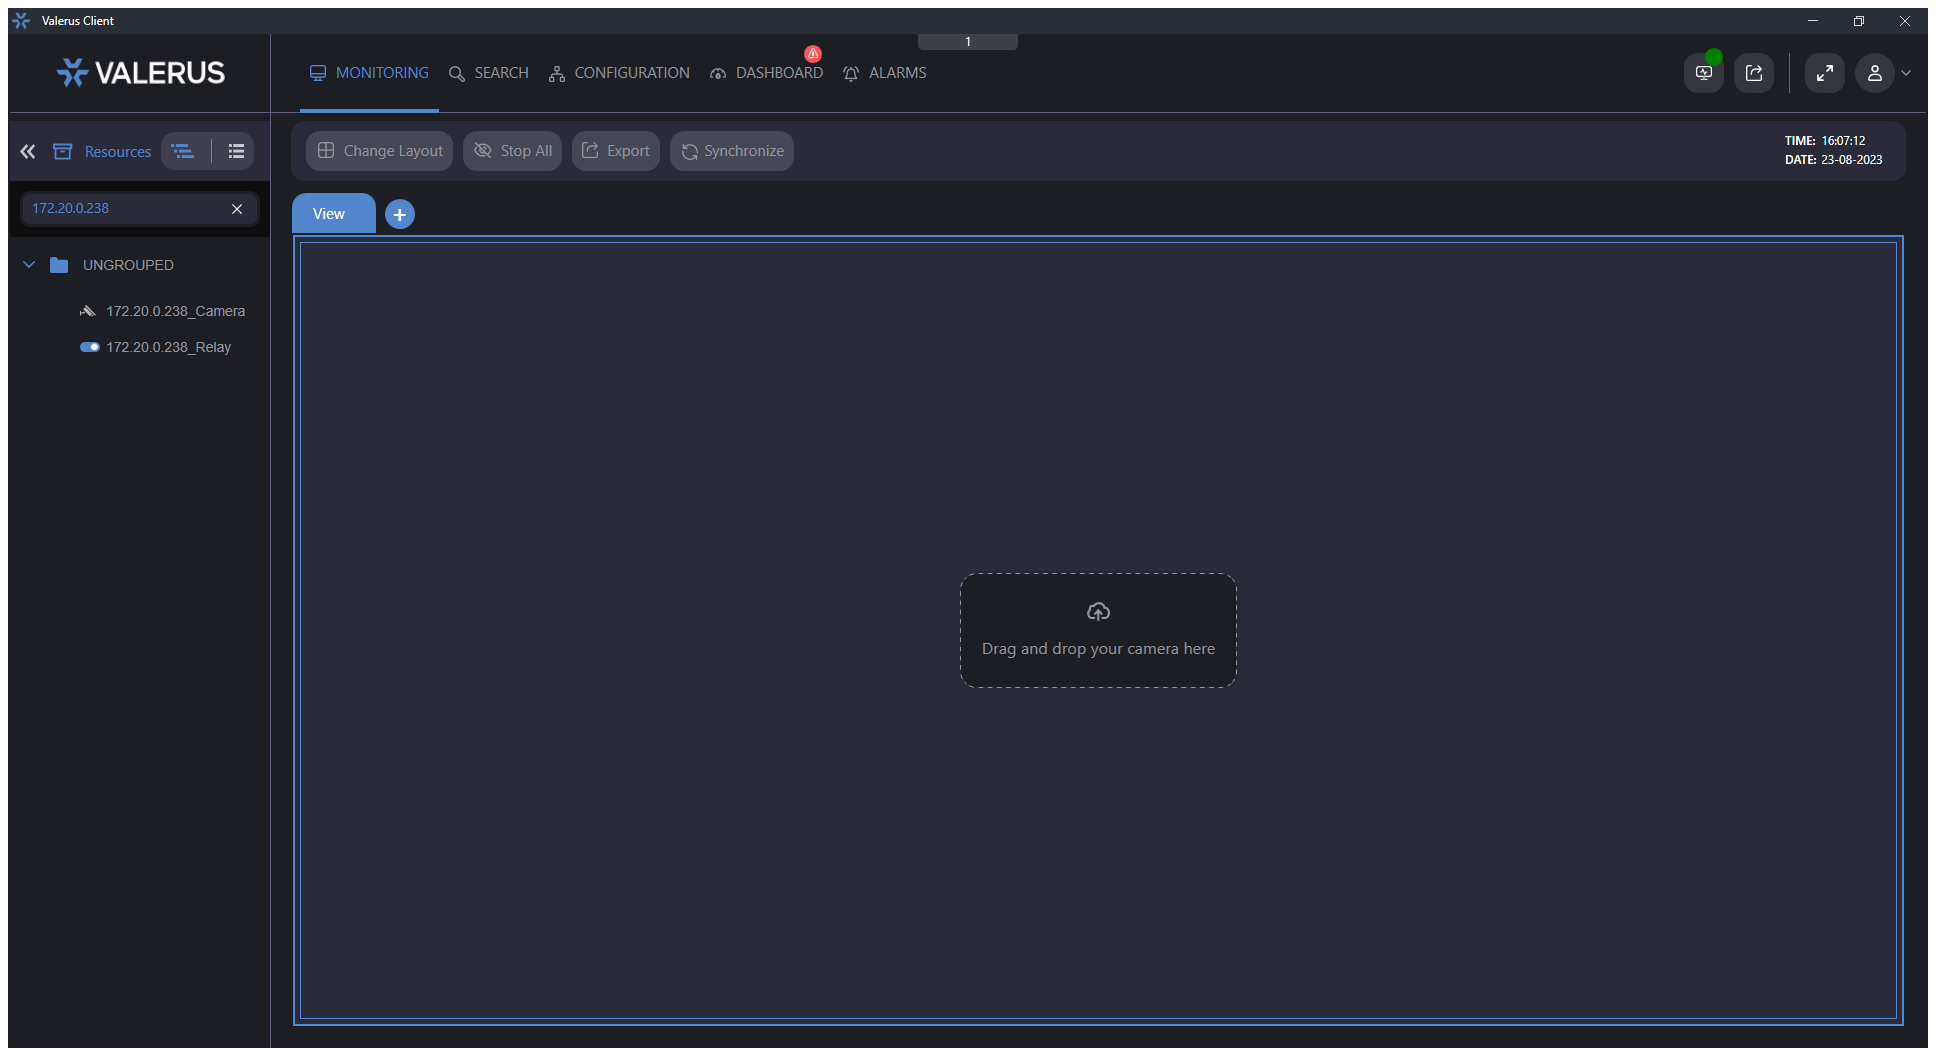 Valerus Client
VALERUS
MONITORING
SEARCH
CONFIGURATION
DASHBOARD
ALARMS
1
Resources
Change Layout
Stop All
Export
Synchronize
TIME: 16:07:12
DATE: 23-08-2023
172.20.0.238
View
UNGROUPED
172.20.0.238_Camera
172.20.0.238_Relay
Drag and drop your camera here